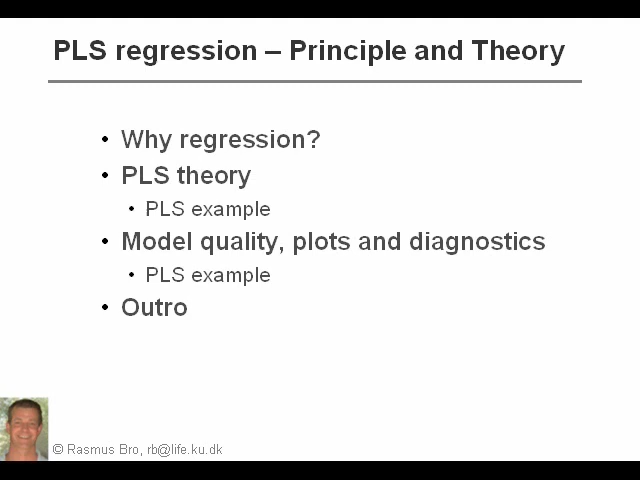 PLS regression – Principle and Theory
• Why regression?
• PLS theory
• PLS example
• Model quality, plots and diagnostics
• PLS example
• Outro
© Rasmus Bro, rb@life.ku.dk